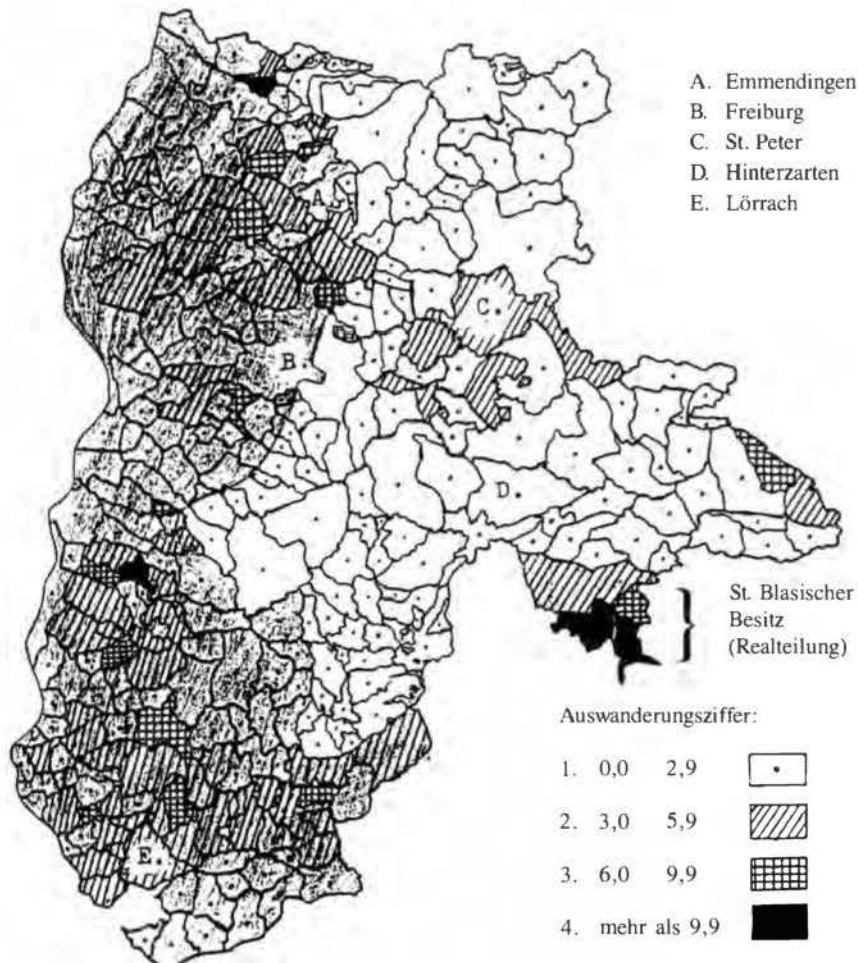 A. Emmendingen
B. Freiburg
C. St. Peter
D. Hinterzarten
E. Lörrach
A.
C.
B
D
St. Blasischer
Besitz
(Realteilung)
Auswanderungsziffer:
1. 0,0 2,9
2. 3,0 5,9
3. 6,0 9,9
E.
4. mehr als 9,9